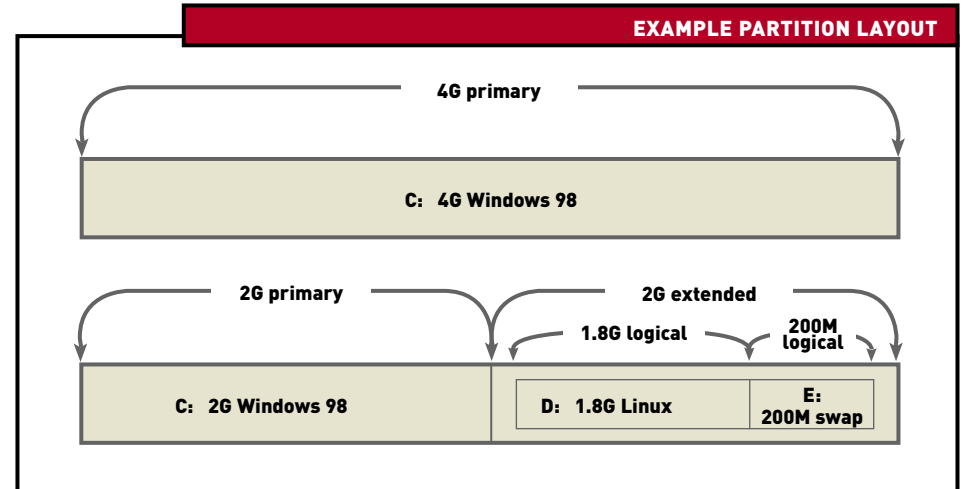 EXAMPLE PARTITION LAYOUT
4G primary
C: 4G Windows 98
2G primary
2G extended
1.8G logical
200M
logical
C: 2G Windows 98
D: 1.8G Linux
E:
200M swap